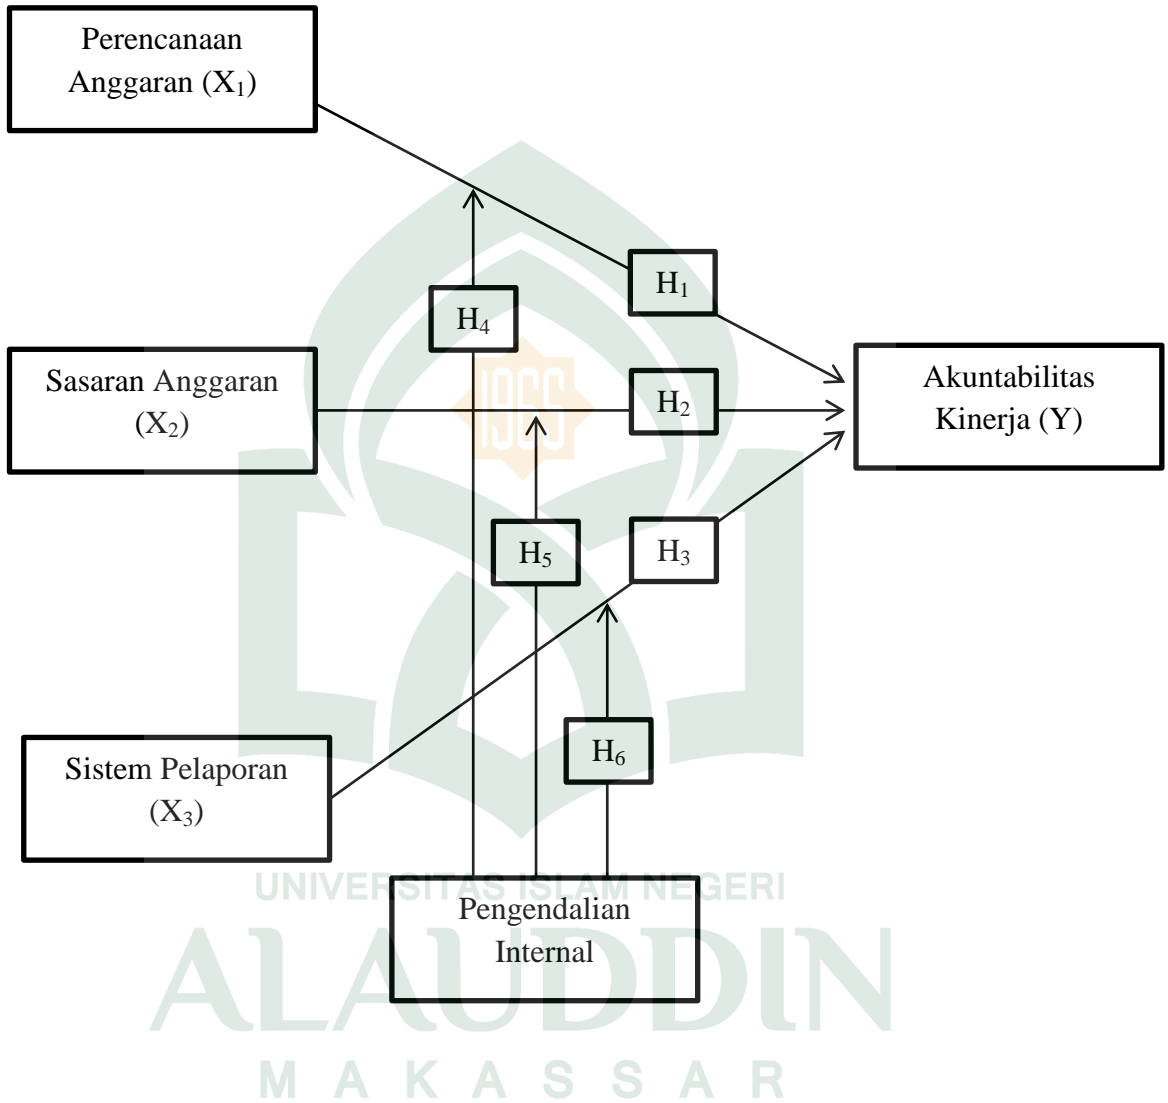 Perencanaan
Anggaran (X₁)
H₁
H₄
Sasaran Anggaran
(X₂)
H₂
Akuntabilitas
Kinerja (Y)
1965
H₅
H₃
Sistem Pelaporan
(X₃)
H₆
Pengendalian
Internal
UNIVERSITAS ISLAM NEGERI
ALAUDDIN
MAKASSAR